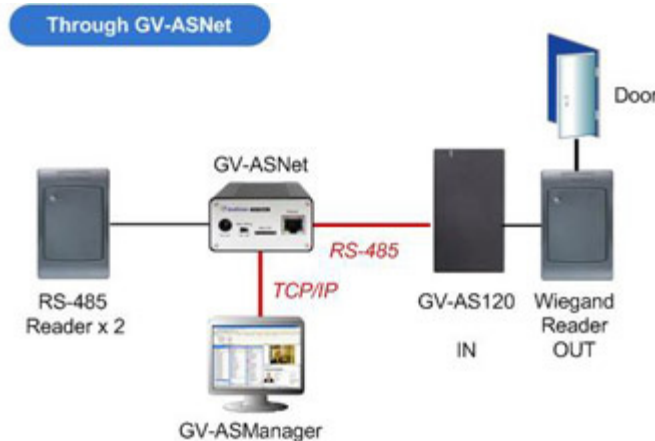 Through GV-ASNet
Door
GV-ASNet
RS-485
TCP/IP
RS-485
Reader x 2
GV-AS120
IN
Wiegand
Reader
OUT
GV-ASManager